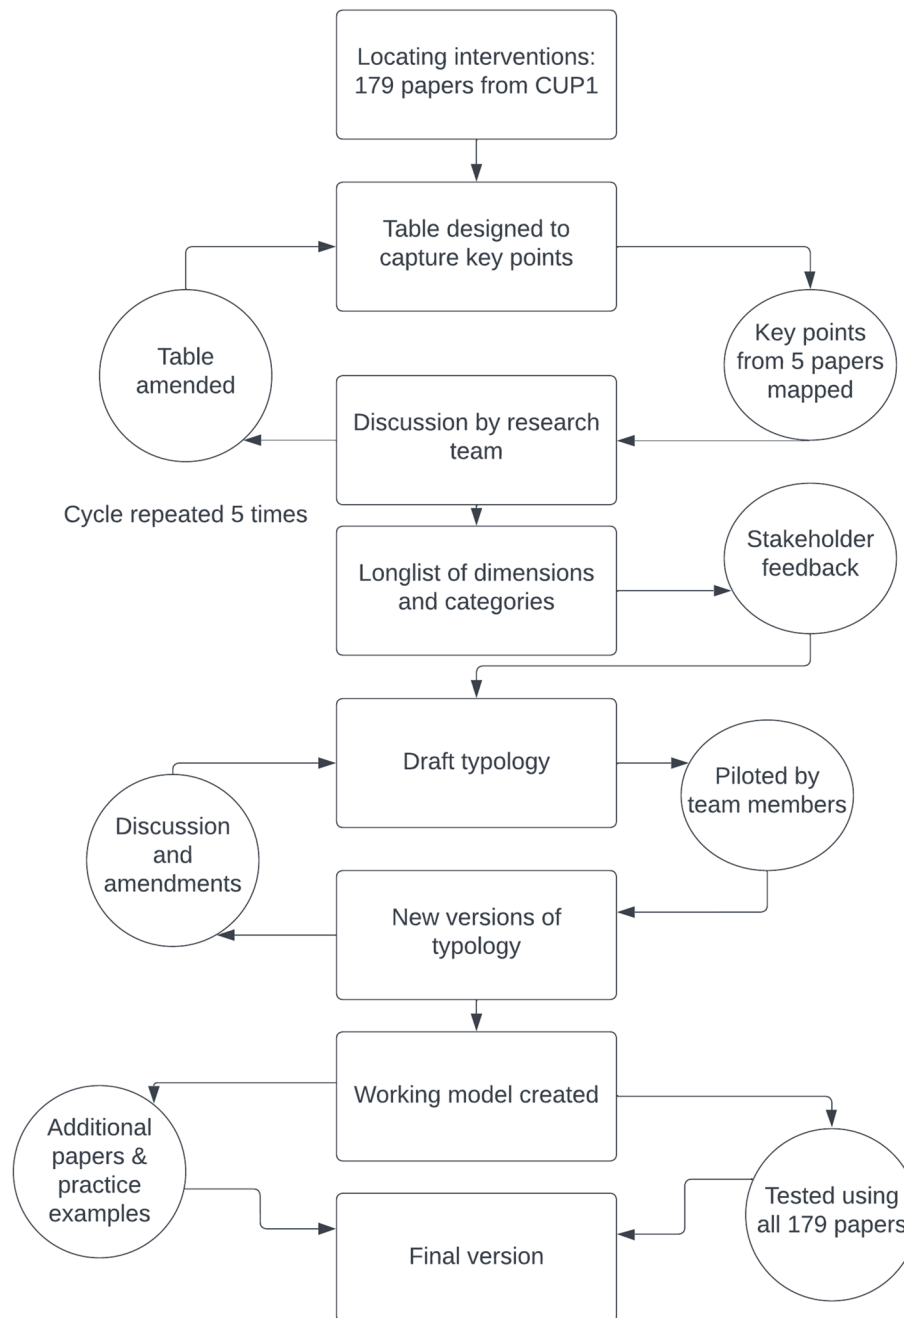 Locating interventions:
179 papers from CUP1
Table designed to
capture key points
Key points
from 5 papers
mapped
Table
amended
Discussion by research
team
Cycle repeated 5 times
Stakeholder
feedback
Longlist of dimensions
and categories
Draft typology
Piloted by
team members
Discussion
and
amendments
New versions of
typology
Working model created
Additional
papers &
practice
examples
Tested using
all 179 papers
Final version